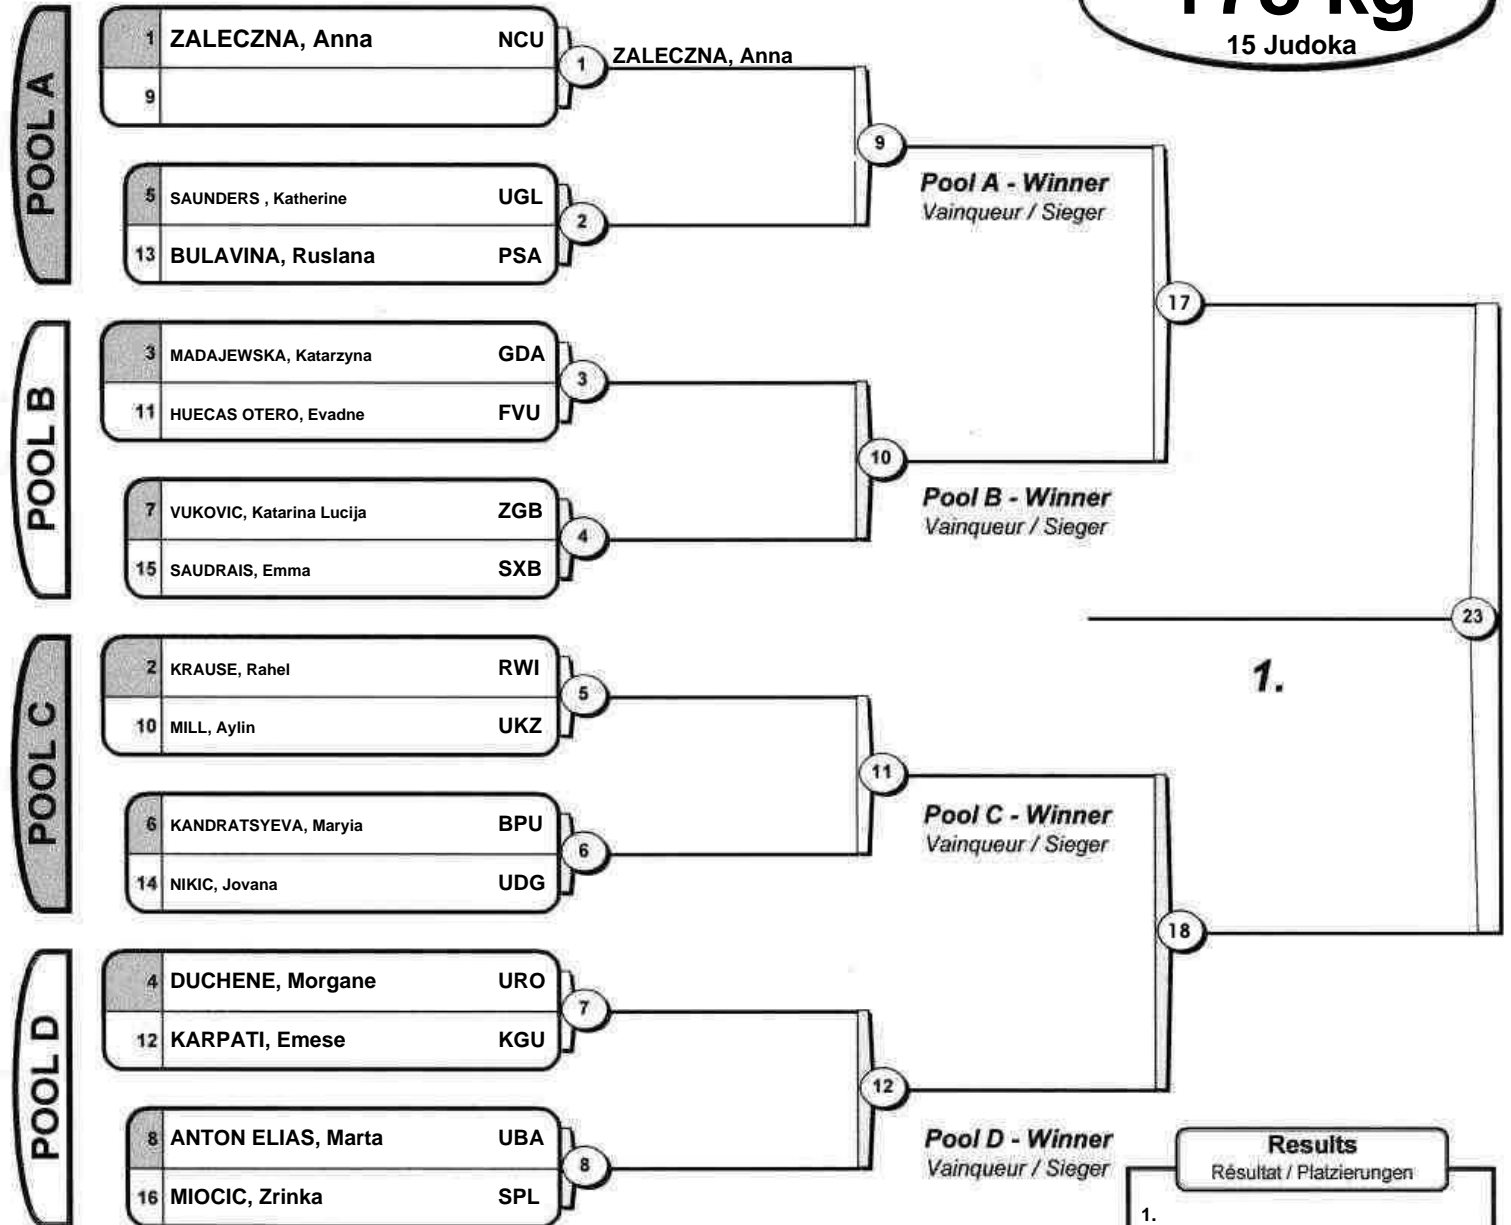 15 Judoka
POOL A
1 ZALECZNA, Anna NCU
9
1
ZALECZNA, Anna
5 SAUNDERS , Katherine UGL
13 BULAVINA, Ruslana PSA
2
9
Pool A - Winner
Vainqueur / Sieger
POOL B
3 MADAJEWSKA, Katarzyna GDA
11 HUECAS OTERO, Evadne FVU
3
7 VUKOVIC, Katarina Lucija ZGB
15 SAUDRAIS, Emma SXB
4
10
Pool B - Winner
Vainqueur / Sieger
17
POOL C
2 KRAUSE, Rahel RWI
10 MILL, Aylin UKZ
5
6 KANDRATSYEVA, Maryia BPU
14 NIKIC, Jovana UDG
6
11
Pool C - Winner
Vainqueur / Sieger
POOL D
4 DUCHENE, Morgane URO
12 KARPATI, Emese KGU
7
8 ANTON ELIAS, Marta UBA
16 MIOCIC, Zrinka SPL
8
12
Pool D - Winner
Vainqueur / Sieger
18
23
1.
Results
Résultat / Platzierungen
1.